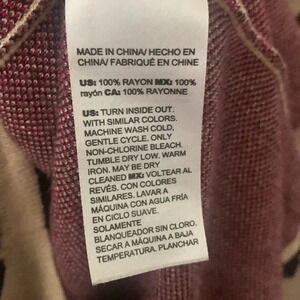 MADE IN CHINA/ HECHO EN
CHINA/ FABRIQUÉ EN CHINE
US: 100% RAYON MX: 100%
rayón CA: 100% RAYONNE
US: TURN INSIDE OUT.
WITH SIMILAR COLORS.
MACHINE WASH COLD,
GENTLE CYCLE. ONLY
NON-CHLORINE BLEACH.
TUMBLE DRY LOW. WARM
IRON. MAY BE DRY
CLEANED MX: VOLTEAR AL
REVÉS. CON COLORES
SIMILARES. LAVAR A
MÁQUINA CON AGUA FRÍA
EN CICLO SUAVE.
SOLAMENTE
BLANQUEADOR SIN CLORO.
SECAR A MÁQUINA A BAJA
TEMPERATURA. PLANCHAR